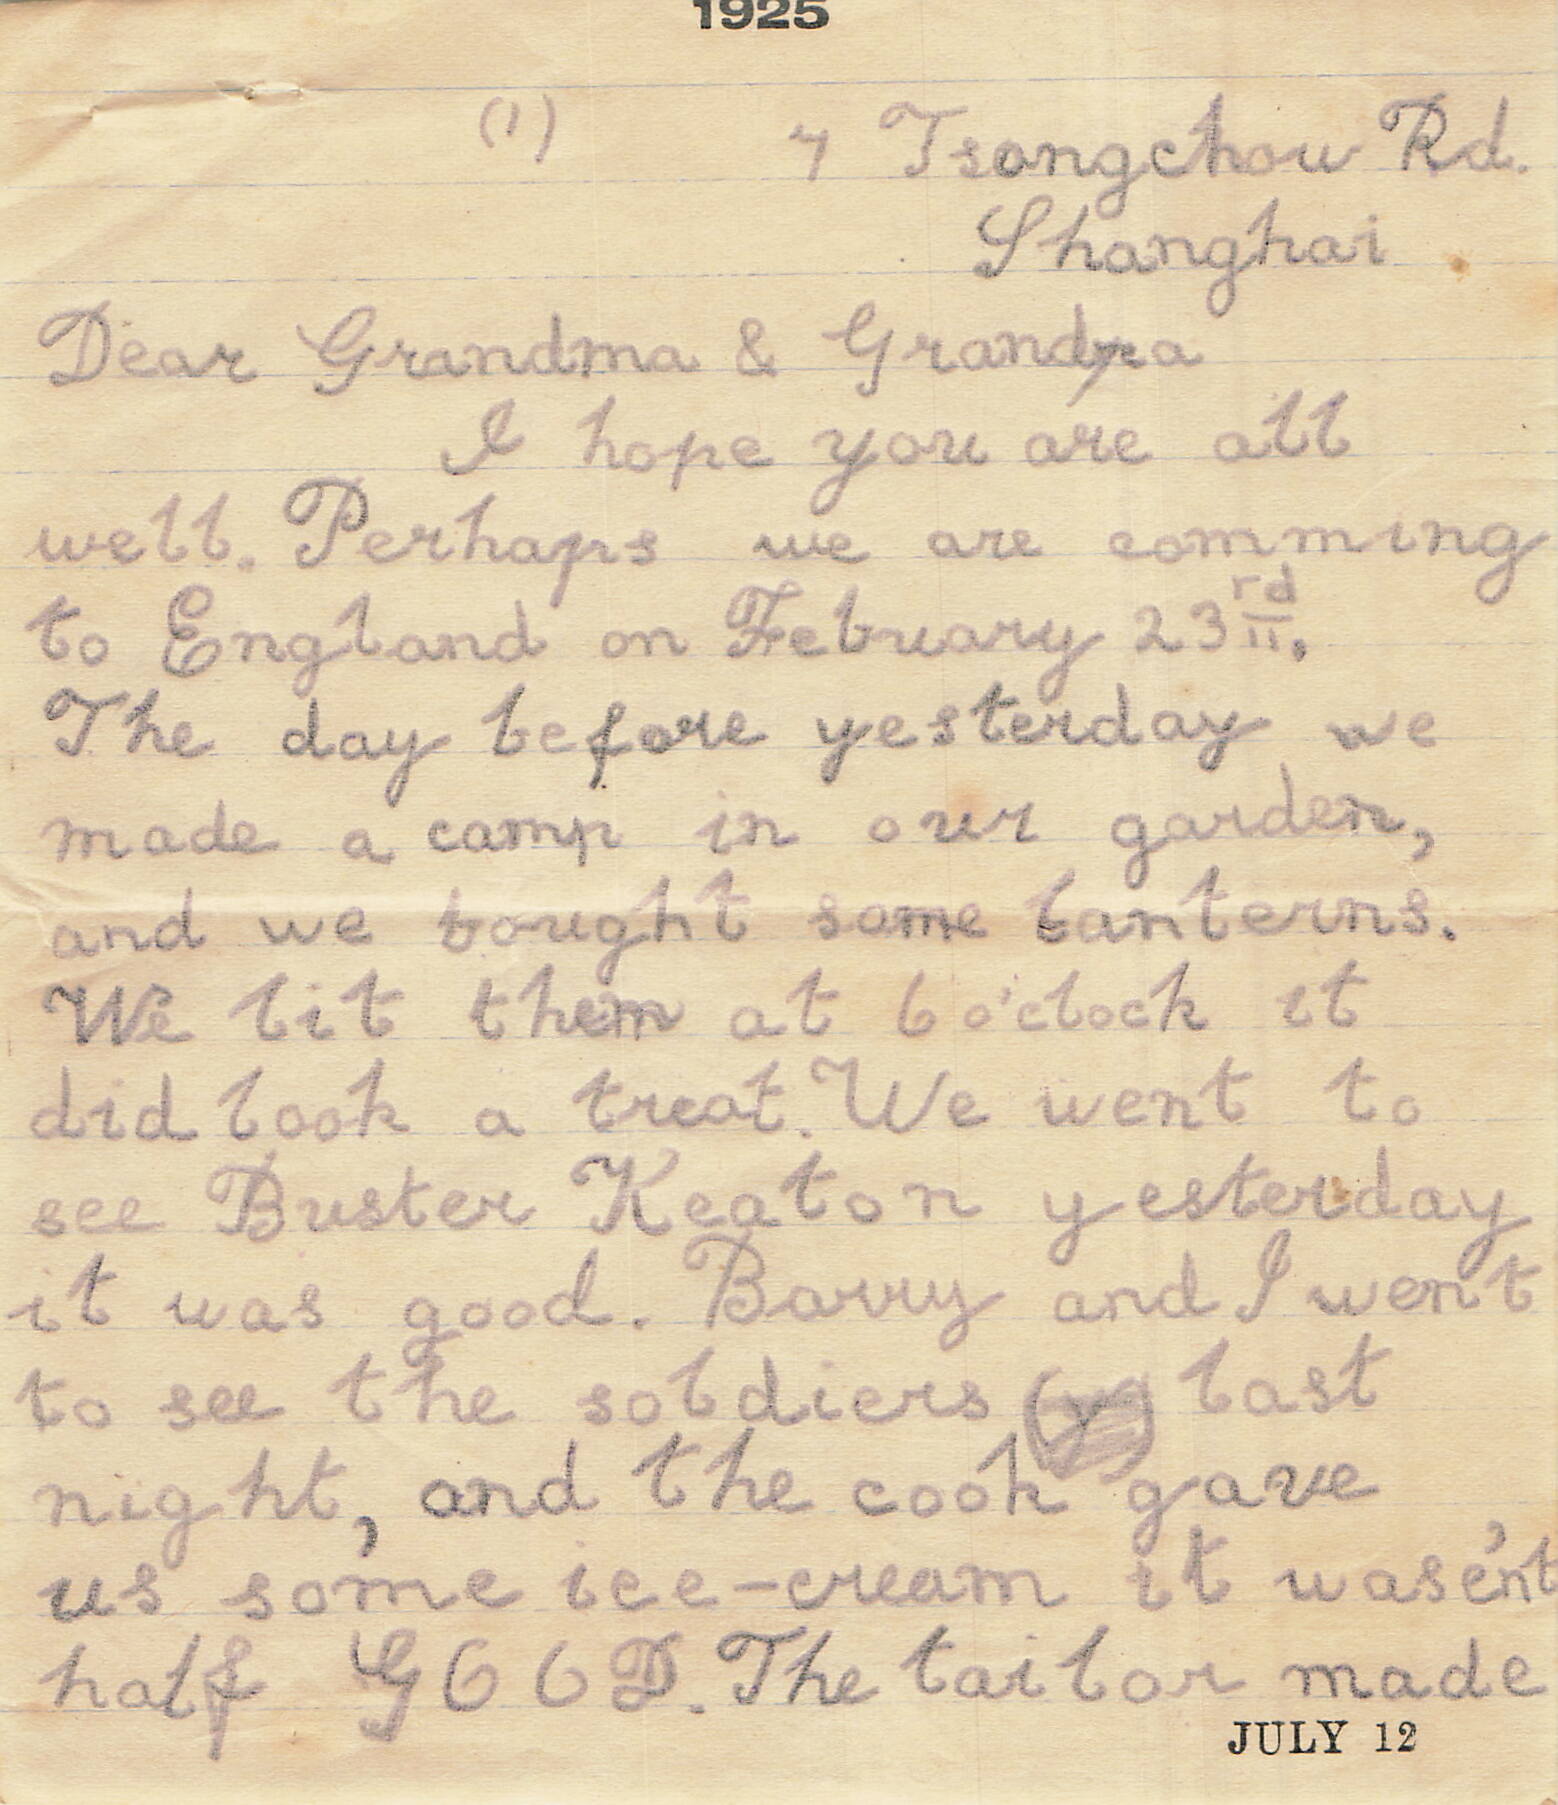 1925
(1) 7 Tsongchow Rd.
Shanghai
Dear Grandma & Grandpa
I hope you are all
well. Perhaps we are comming
to England on February 23rd.
The day before yesterday we
made a camp in our garden,
and we bought some lanterns.
We lit them at 6 o'clock it
did look a treat. We went to
see Buster Keaton yesterday
it was good. Barry and I went
to see the soldiers (y) last
night, and the cook gave
us some ice-cream it wase'nt
half GOOD. The tailor made
JULY 12